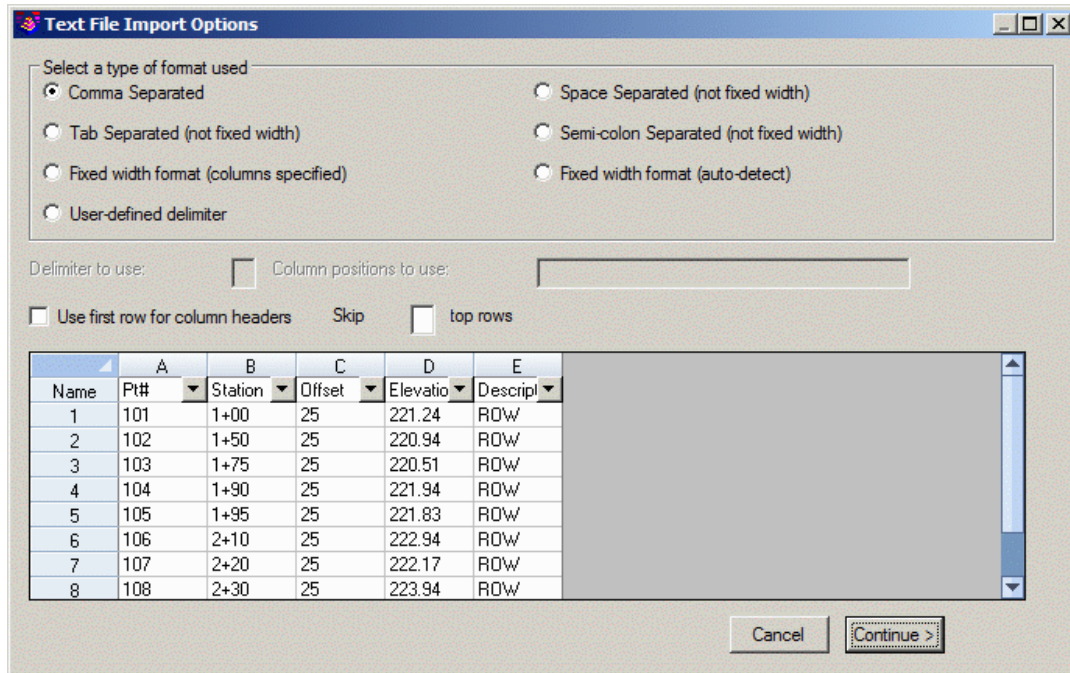 Text File Import Options
Select a type of format used
Comma Separated
Space Separated (not fixed width)
Tab Separated (not fixed width)
Semi-colon Separated (not fixed width)
Fixed width format (columns specified)
Fixed width format (auto-detect)
User-defined delimiter
Delimiter to use: Column positions to use:
Use first row for column headers Skip top rows
A B C D E
Name Pt# Station Offset Elevatio Descript
1 101 1+00 25 221.24 ROW
2 102 1+50 25 220.94 ROW
3 103 1+75 25 220.51 ROW
4 104 1+90 25 221.94 ROW
5 105 1+95 25 221.83 ROW
6 106 2+10 25 222.94 ROW
7 107 2+20 25 222.17 ROW
8 108 2+30 25 223.94 ROW
Cancel Continue >